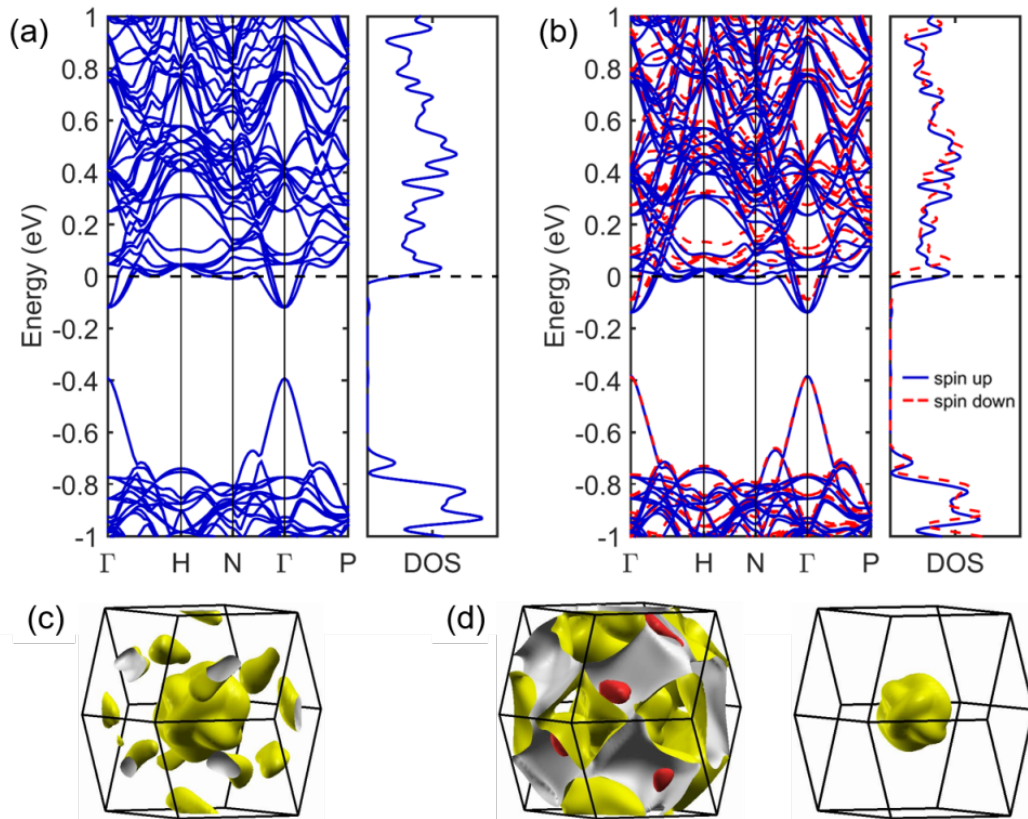 (a)
Energy (eV)
1
0.8
0.6
0.4
0.2
0
-0.2
-0.4
-0.6
-0.8
-1
Γ H N Γ P
DOS
(b)
Energy (eV)
1
0.8
0.6
0.4
0.2
0
-0.2
-0.4
-0.6
-0.8
-1
Γ H N Γ P
spin up
spin down
DOS
(c)
(d)